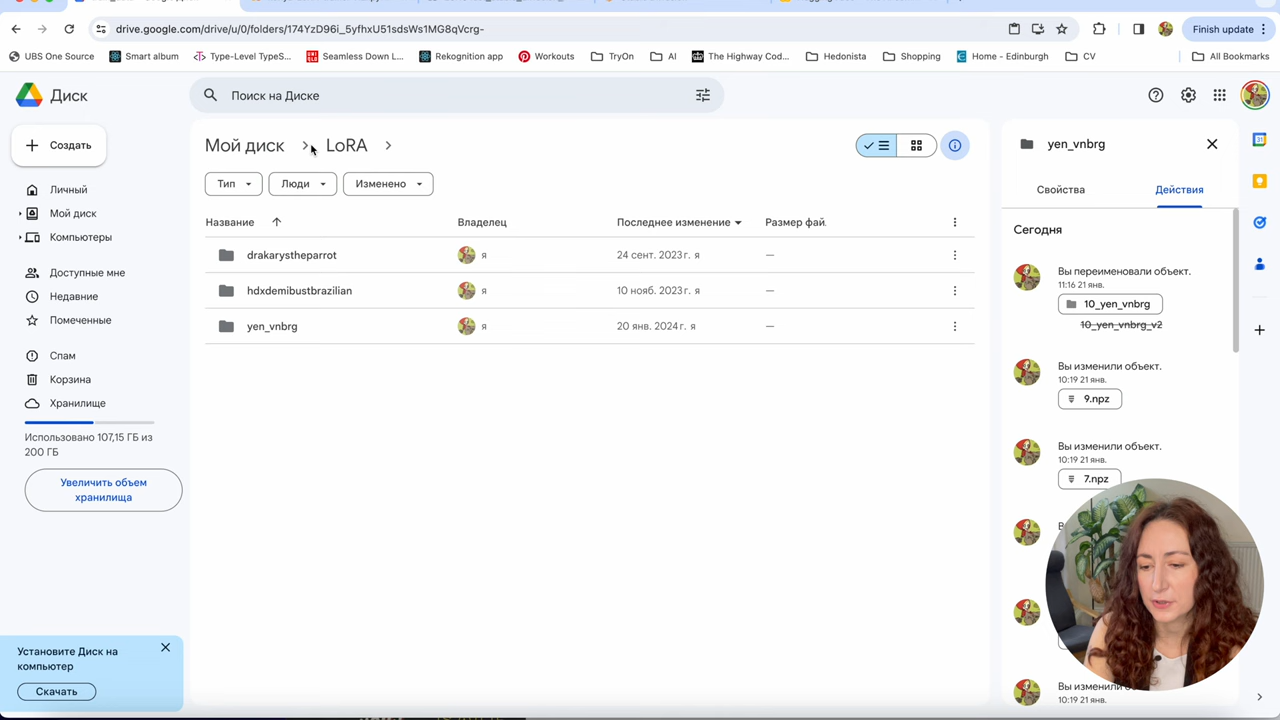 drive.google.com/drive/u/0/folders/174YzD96i_5yfhxU51sdsWs1MG8qVcrg-
Finish update
UBS One Source
Smart album
Type-Level TypeS...
Seamless Down L...
Rekognition app
Workouts
TryOn
AI
The Highway Cod...
Hedonista
Shopping
Home - Edinburgh
CV
All Bookmarks
Диск
Поиск на Диске
Создать
Личный
Мой диск
Компьютеры
Доступные мне
Недавние
Помеченные
Спам
Корзина
Хранилище
Использовано 107,15 ГБ из
200 ГБ
Увеличить объем
хранилища
Установите Диск на
компьютер
Скачать
Мой диск
LoRA
Тип
Люди
Изменено
Название
Владелец
Последнее изменение
Размер фай
drakarystheparrot
я
24 сент. 2023 г. я
—
hdxdemibustbrazilian
я
10 нояб. 2023 г. я
—
yen_vnbrg
я
20 янв. 2024 г. я
—
yen_vnbrg
Свойства
Действия
Сегодня
Вы переименовали объект.
11:16 21 янв.
10_yen_vnbrg
10_yen_vnbrg_v2
Вы изменили объект.
10:19 21 янв.
9.npz
Вы изменили объект.
10:19 21 янв.
7.npz
Вы изменили
10:19 21 янв.